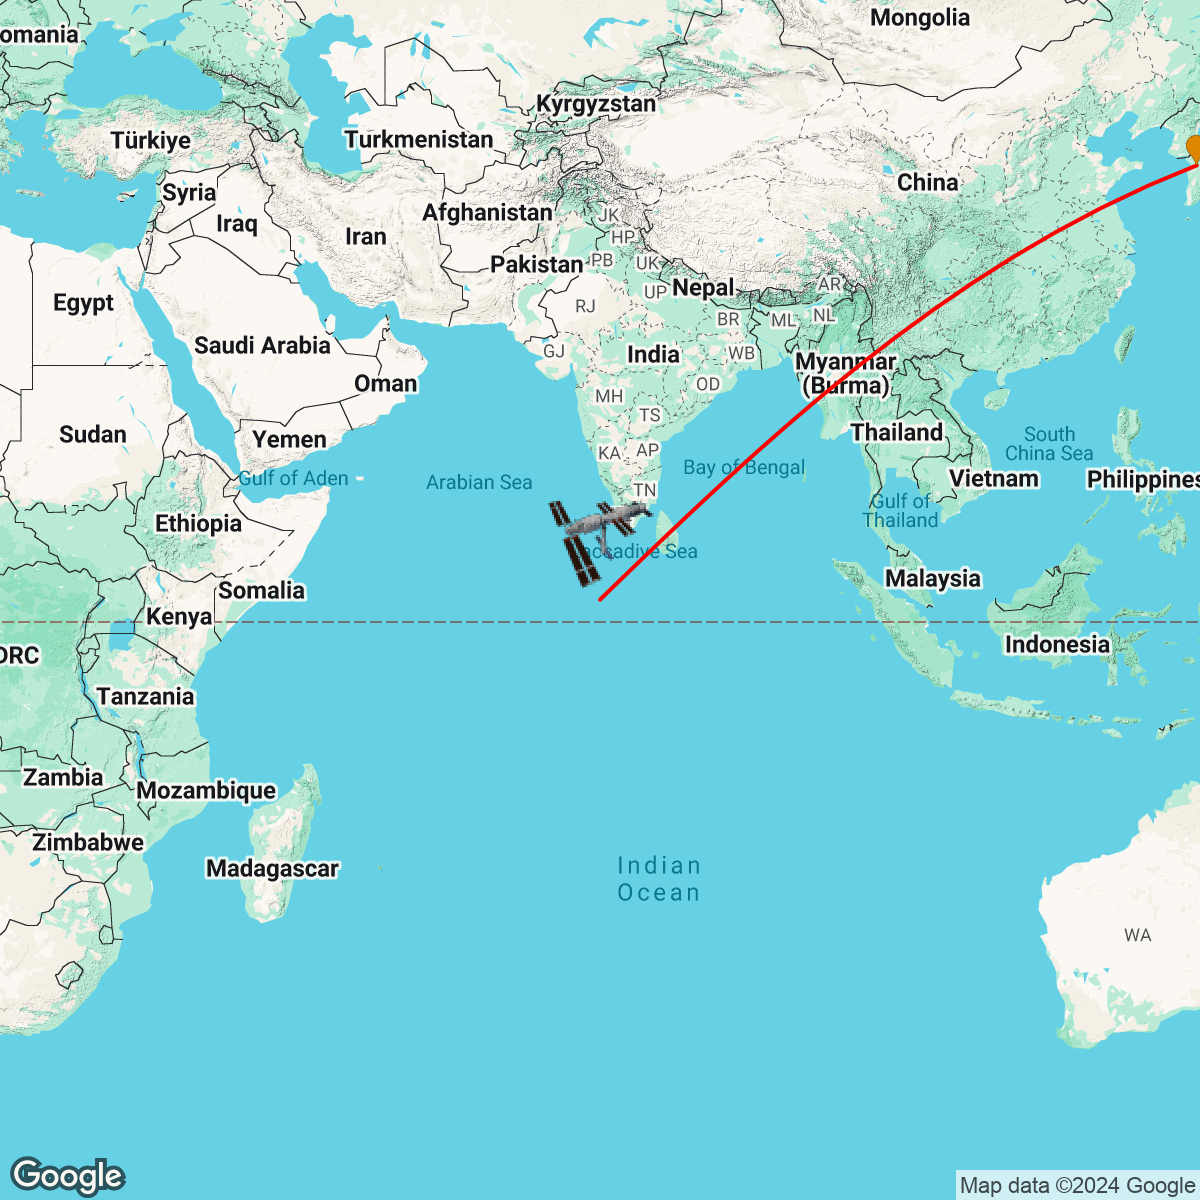 Mongolia
omania
Kyrgyzstan
Türkiye
Turkmenistan
China
Syria
Afghanistan
JK
Iraq
Iran
HP
Pakistan
PB
UK
Nepal
AR
UP
Egypt
RJ
BR
ML
NL
Saudi Arabia
GJ
India
WB
Myanmar
(Burma)
Oman
OD
MH
TS
Sudan
Yemen
KA
AP
Thailand
South
China Sea
Bay of Bengal
Gulf of Aden
Arabian Sea
TN
Vietnam
Philippines
Gulf of
Thailand
Ethiopia
accadive Sea
Malaysia
Somalia
Kenya
Indonesia
DRC
Tanzania
Zambia
Mozambique
Zimbabwe
Madagascar
Indian
Ocean
WA
Google
Map data ©2024 Google